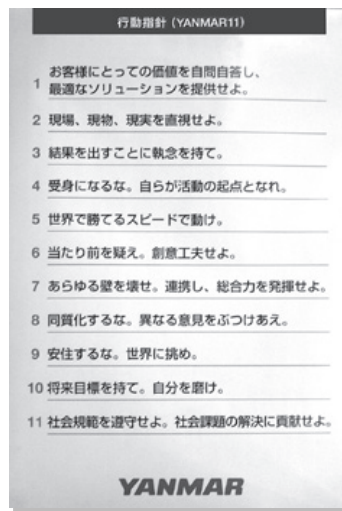 行動指針（YANMAR11）
1 お客様にとっての価値を自問自答し、
最適なソリューションを提供せよ。
2 現場、現物、現実を直視せよ。
3 結果を出すことに執念を持て。
4 受身になるな。自らが活動の起点となれ。
5 世界で勝てるスピードで動け。
6 当たり前を疑え。創意工夫せよ。
7 あらゆる壁を壊せ。連携し、総合力を発揮せよ。
8 同質化するな。異なる意見をぶつけあえ。
9 安住するな。世界に挑め。
10 将来目標を持て。自分を磨け。
11 社会規範を遵守せよ。社会課題の解決に貢献せよ。
YANMAR